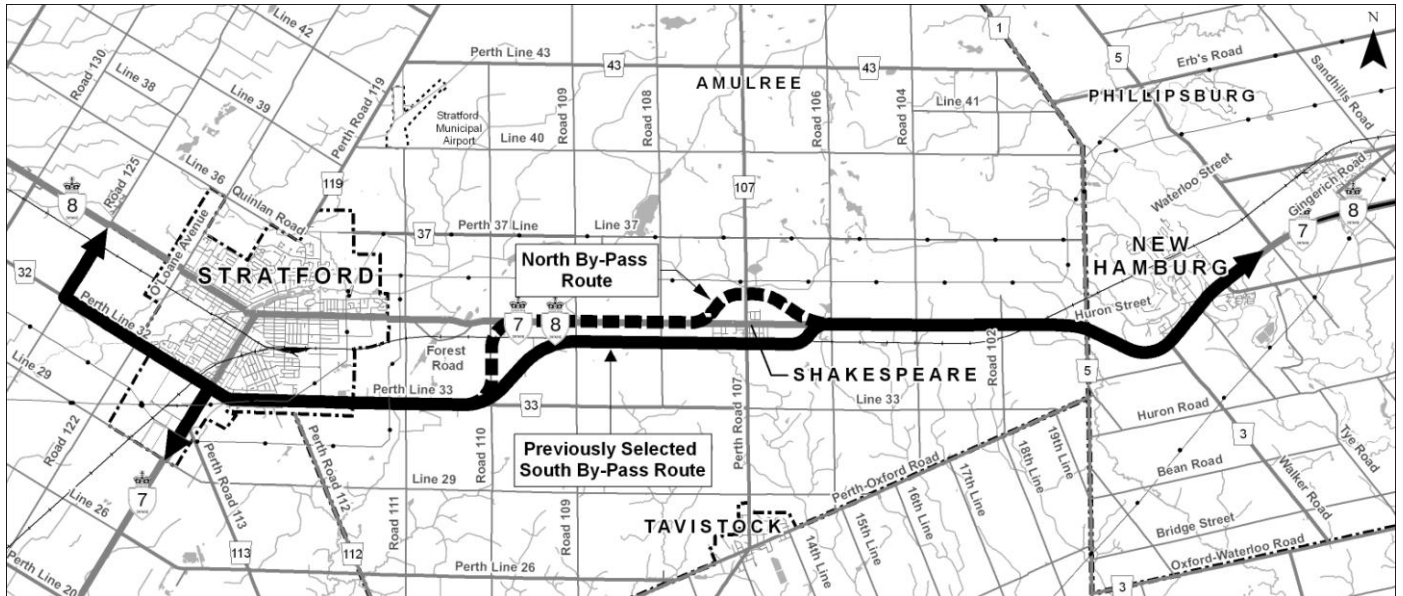 Line 42
Road 130
Line 38
Line 39
Perth Road 119
Perth Line 43
43
43
AMULREE
1
5
Erb's Road
N
Sandhills Road
PHILLIPSBURG
Line 41
Stratford
Municipal
Airport
Line 40
Road 109
Road 108
Road 106
Road 104
Line 36
Road 125
Quinlan Road
119
107
Waterloo Street
Gingerich Road
8
8
7
O'Loane Avenue
37
Perth 37 Line
Line 37
32
STRATFORD
North By-Pass
Route
NEW
HAMBURG
Perth Line 32
7
8
Huron Street
Forest
Road
Road 102
Line 29
Perth Line 33
SHAKESPEARE
33
Line 33
5
Road 122
Previously Selected
South By-Pass Route
Perth Road 107
Huron Road
3
Tye Road
Road 110
Perth Road 112
Perth Road 113
Line 29
Road 111
Road 109
Perth-Oxford Road
19th Line
18th Line
17th Line
16th Line
15th Line
14th Line
Bean Road
Walker Road
7
Line 26
TAVISTOCK
Bridge Street
113
112
Perth Line 26
Oxford-Waterloo Road
Perth Line 20
3